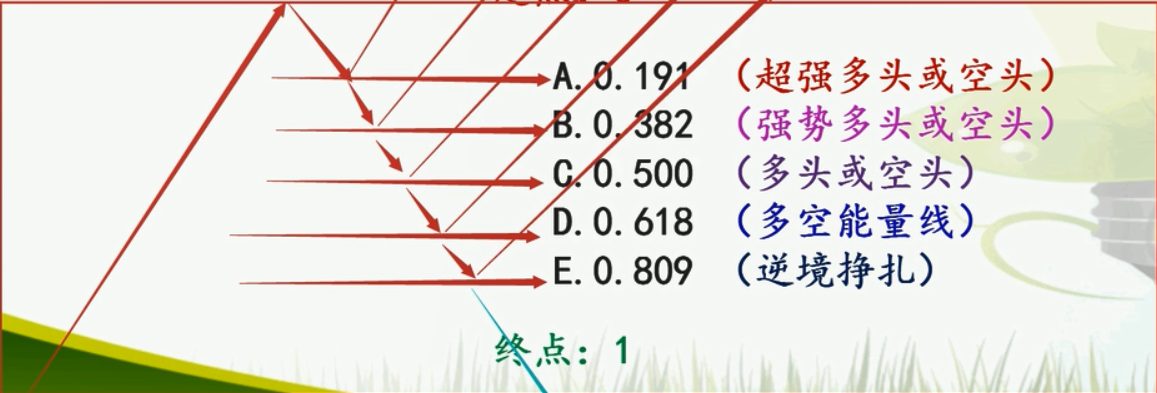 A.0.191 (超强多头或空头)
B.0.382 (强势多头或空头)
C.0.500 (多头或空头)
D.0.618 (多空能量线)
E.0.809 (逆境挣扎)
终点：1